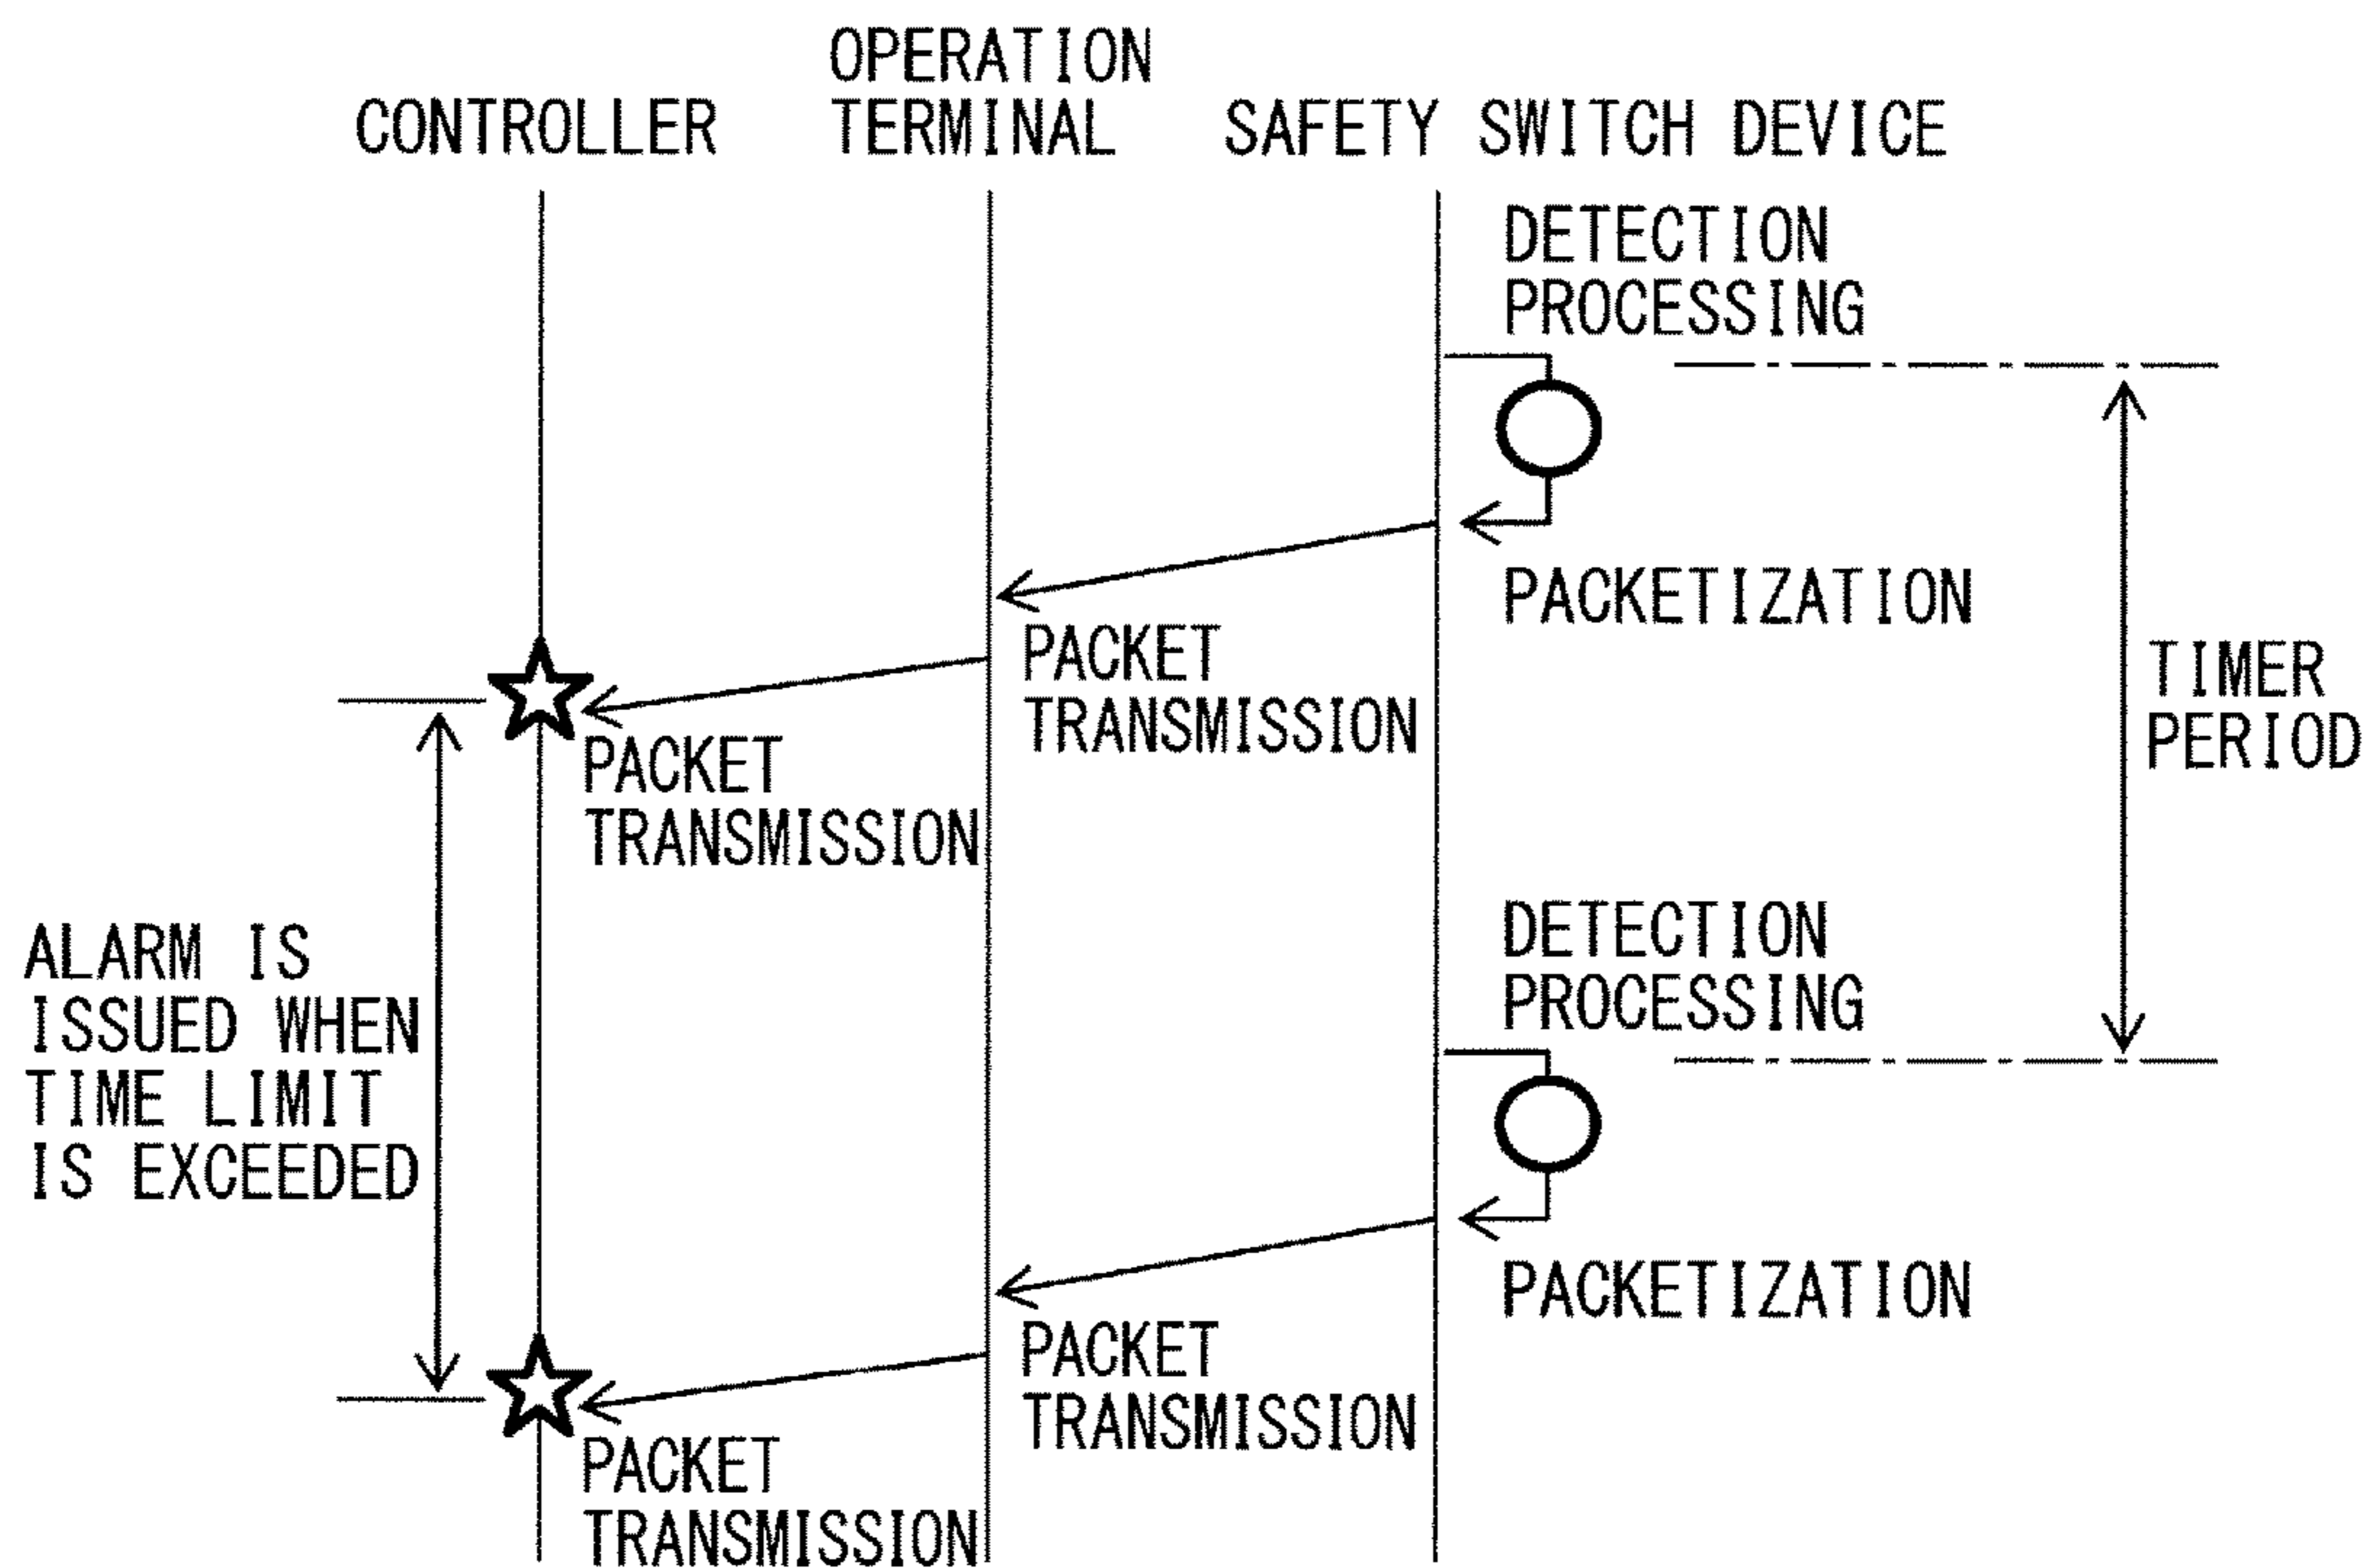 CONTROLLER
OPERATION
TERMINAL
SAFETY SWITCH DEVICE
DETECTION
PROCESSING
PACKETIZATION
PACKET
TRANSMISSION
PACKET
TRANSMISSION
TIMER
PERIOD
ALARM IS
ISSUED WHEN
TIME LIMIT
IS EXCEEDED
DETECTION
PROCESSING
PACKETIZATION
PACKET
TRANSMISSION
PACKET
TRANSMISSION